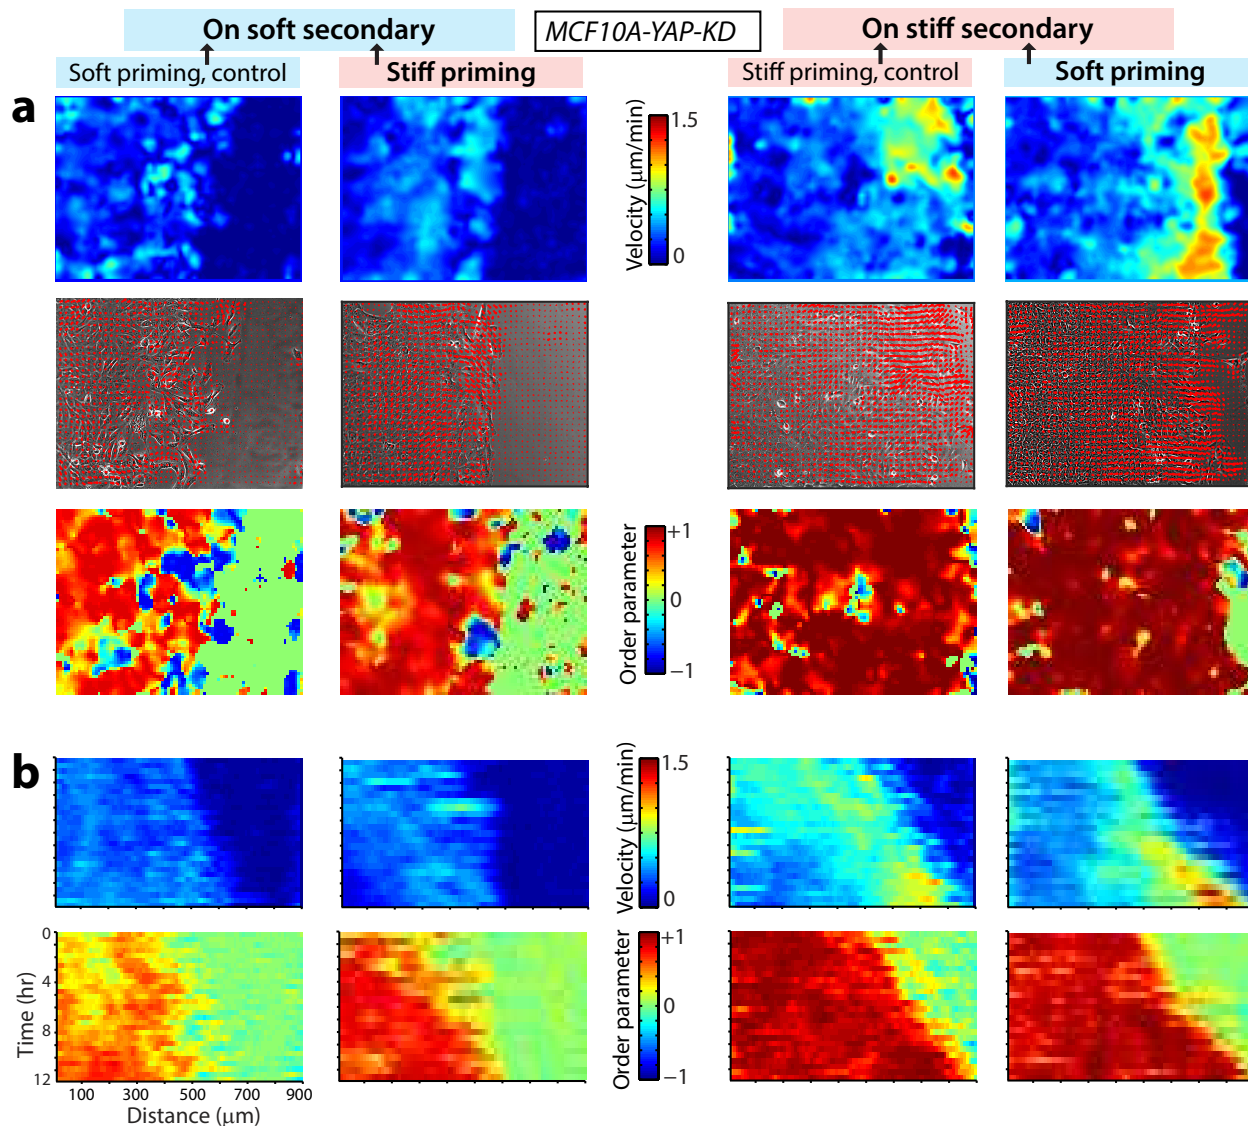 On soft secondary
MCF10A-YAP-KD
On stiff secondary
Soft priming, control
Stiff priming
Stiff priming, control
Soft priming
a
Velocity (μm/min)
1.5
0
Order parameter
+1
0
−1
b
Velocity (μm/min)
1.5
0
Order parameter
+1
0
−1
Time (hr)
0
4
8
12
100 300 500 700 900
Distance (μm)